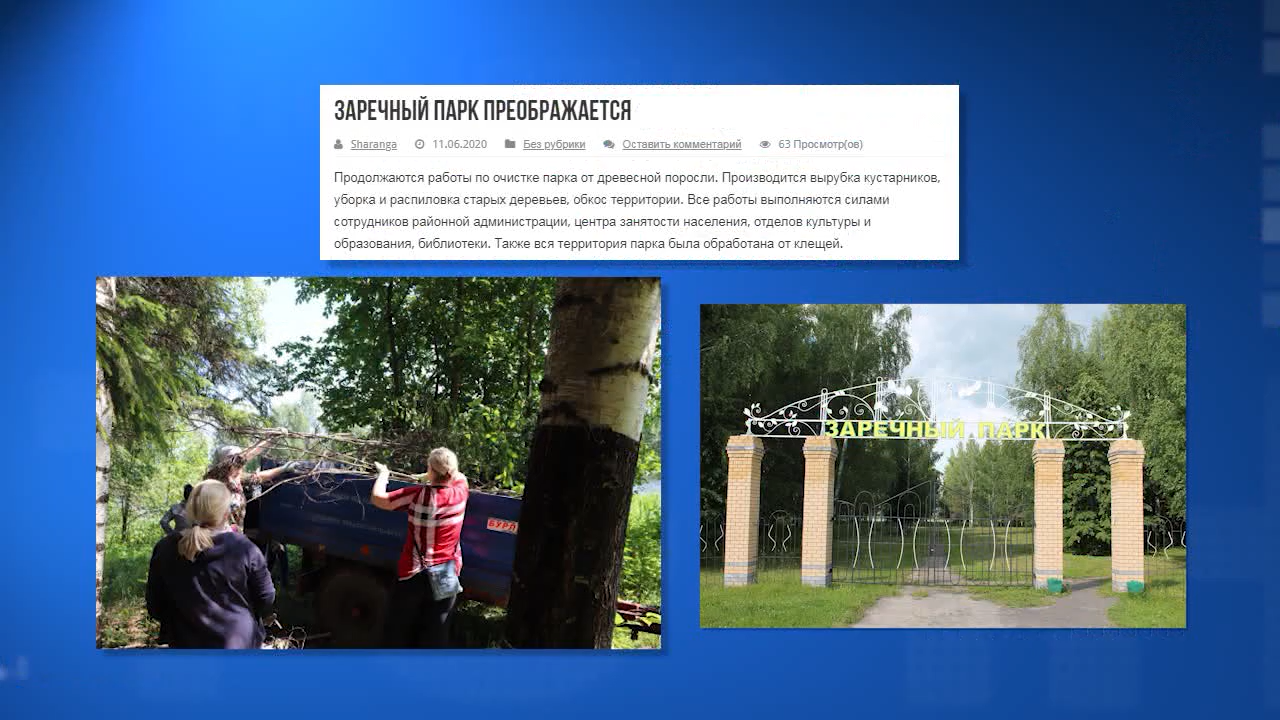 ЗАРЕЧНЫЙ ПАРК ПРЕОБРАЖАЕТСЯ
Sharanga 11.06.2020 Без рубрики Оставить комментарий 63 Просмотр(ов)
Продолжаются работы по очистке парка от древесной поросли. Производится вырубка кустарников,
уборка и распиловка старых деревьев, обкос территории. Все работы выполняются силами
сотрудников районной администрации, центра занятости населения, отделов культуры и
образования, библиотеки. Также вся территория парка была обработана от клещей.
БУРЛ
ЗАРЕЧНЫЙ ПАРК